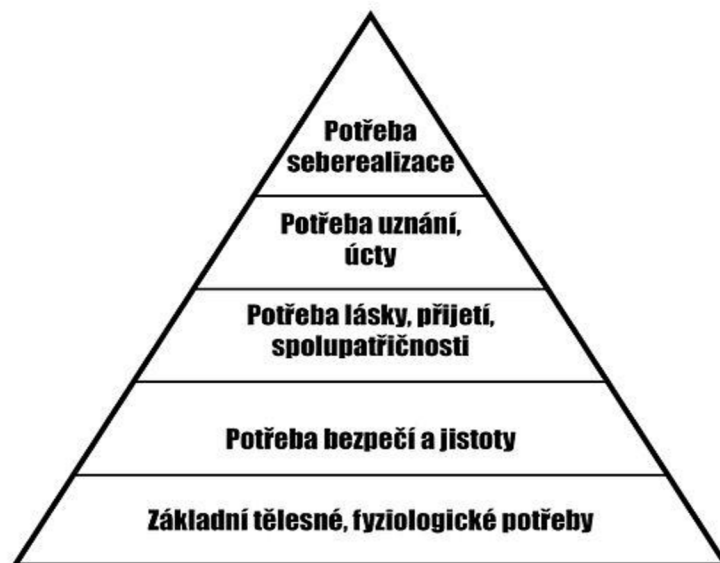 Potřeba
seberealizace
Potřeba uznání,
úcty
Potřeba lásky, přijetí,
spolupatřičnosti
Potřeba bezpečí a jistoty
Základní tělesné, fyziologické potřeby